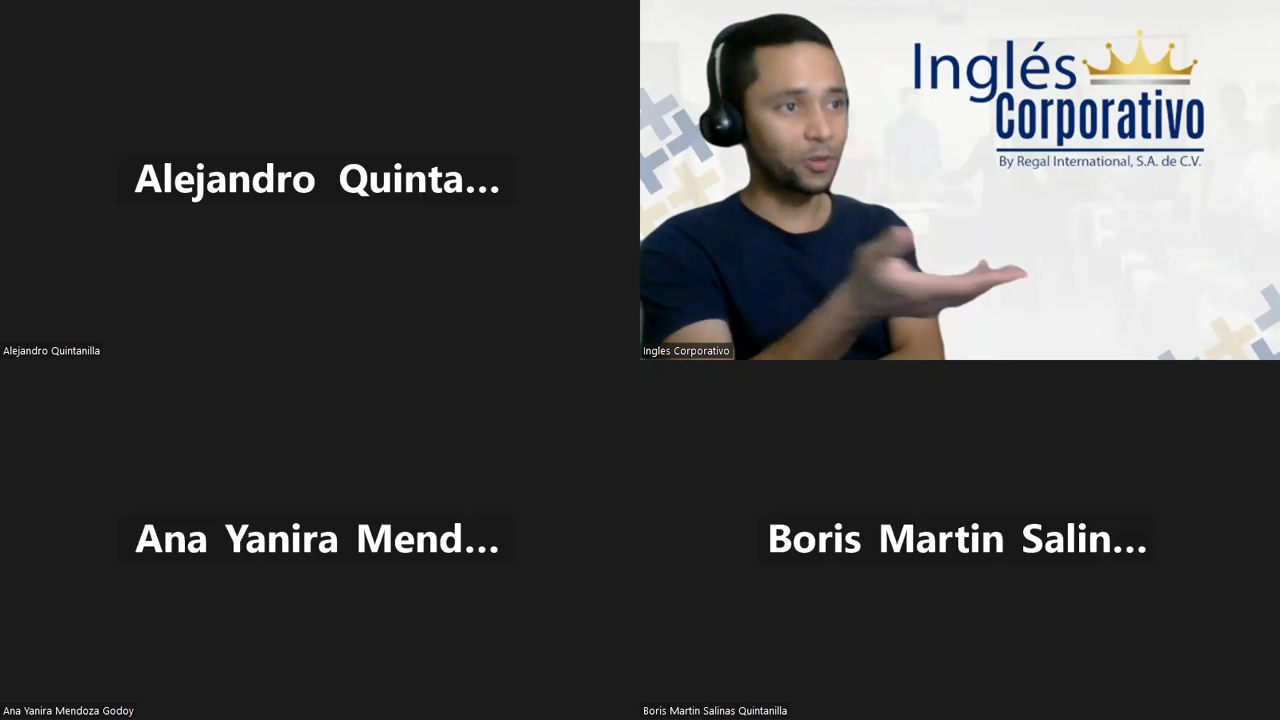 Alejandro Quinta...
Alejandro Quintanilla
Inglés
Corporativo
By Regal International, S.A. de C.V.
Ingles Corporativo
Ana Yanira Mend...
Ana Yanira Mendoza Godoy
Boris Martin Salin...
Boris Martin Salinas Quintanilla